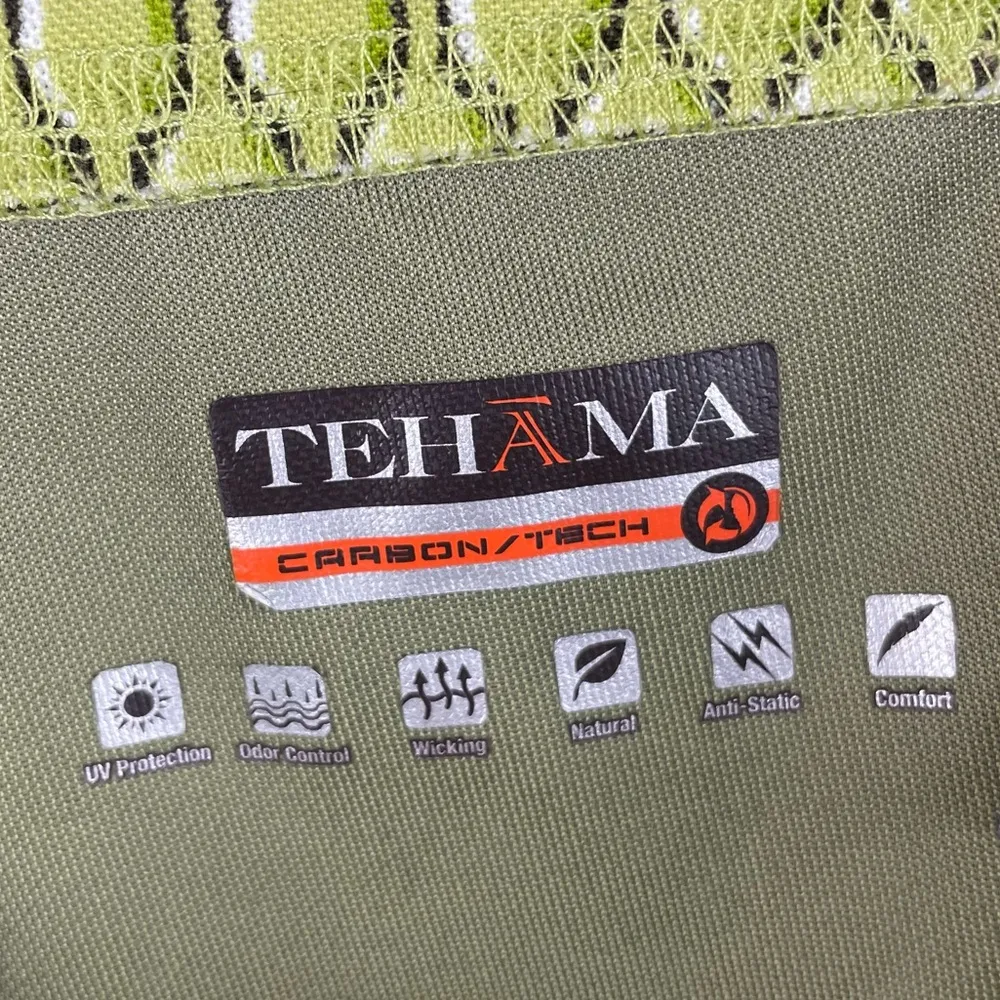 TEHĀMA
CARBON/TECH
UV Protection
Odor Control
Wicking
Natural
Anti-Static
Comfort